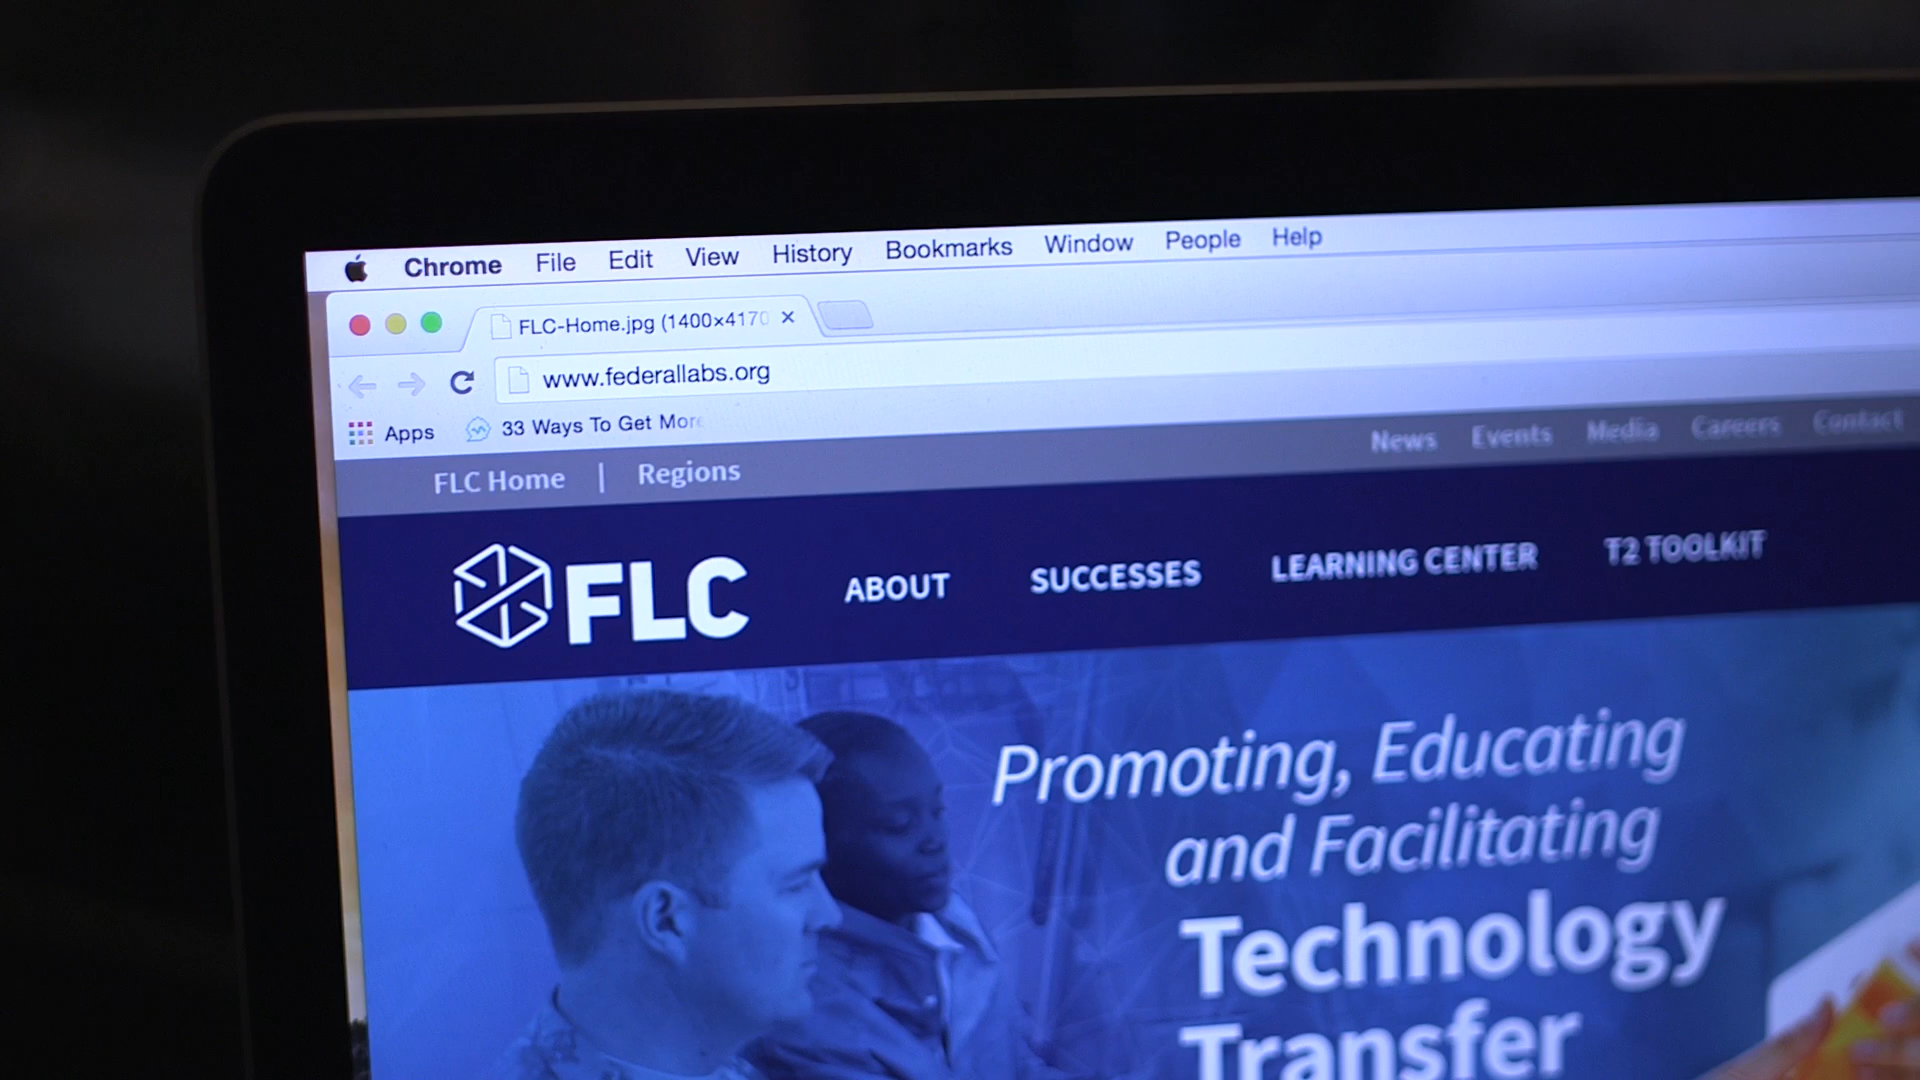 Chrome File Edit View History Bookmarks Window People Help
FLC-Home.jpg (1400×4170
www.federallabs.org
Apps 33 Ways To Get More
FLC Home | Regions News Events Media Careers Contact
FLC ABOUT SUCCESSES LEARNING CENTER T2 TOOLKIT
Promoting, Educating
and Facilitating
Technology
Transfer